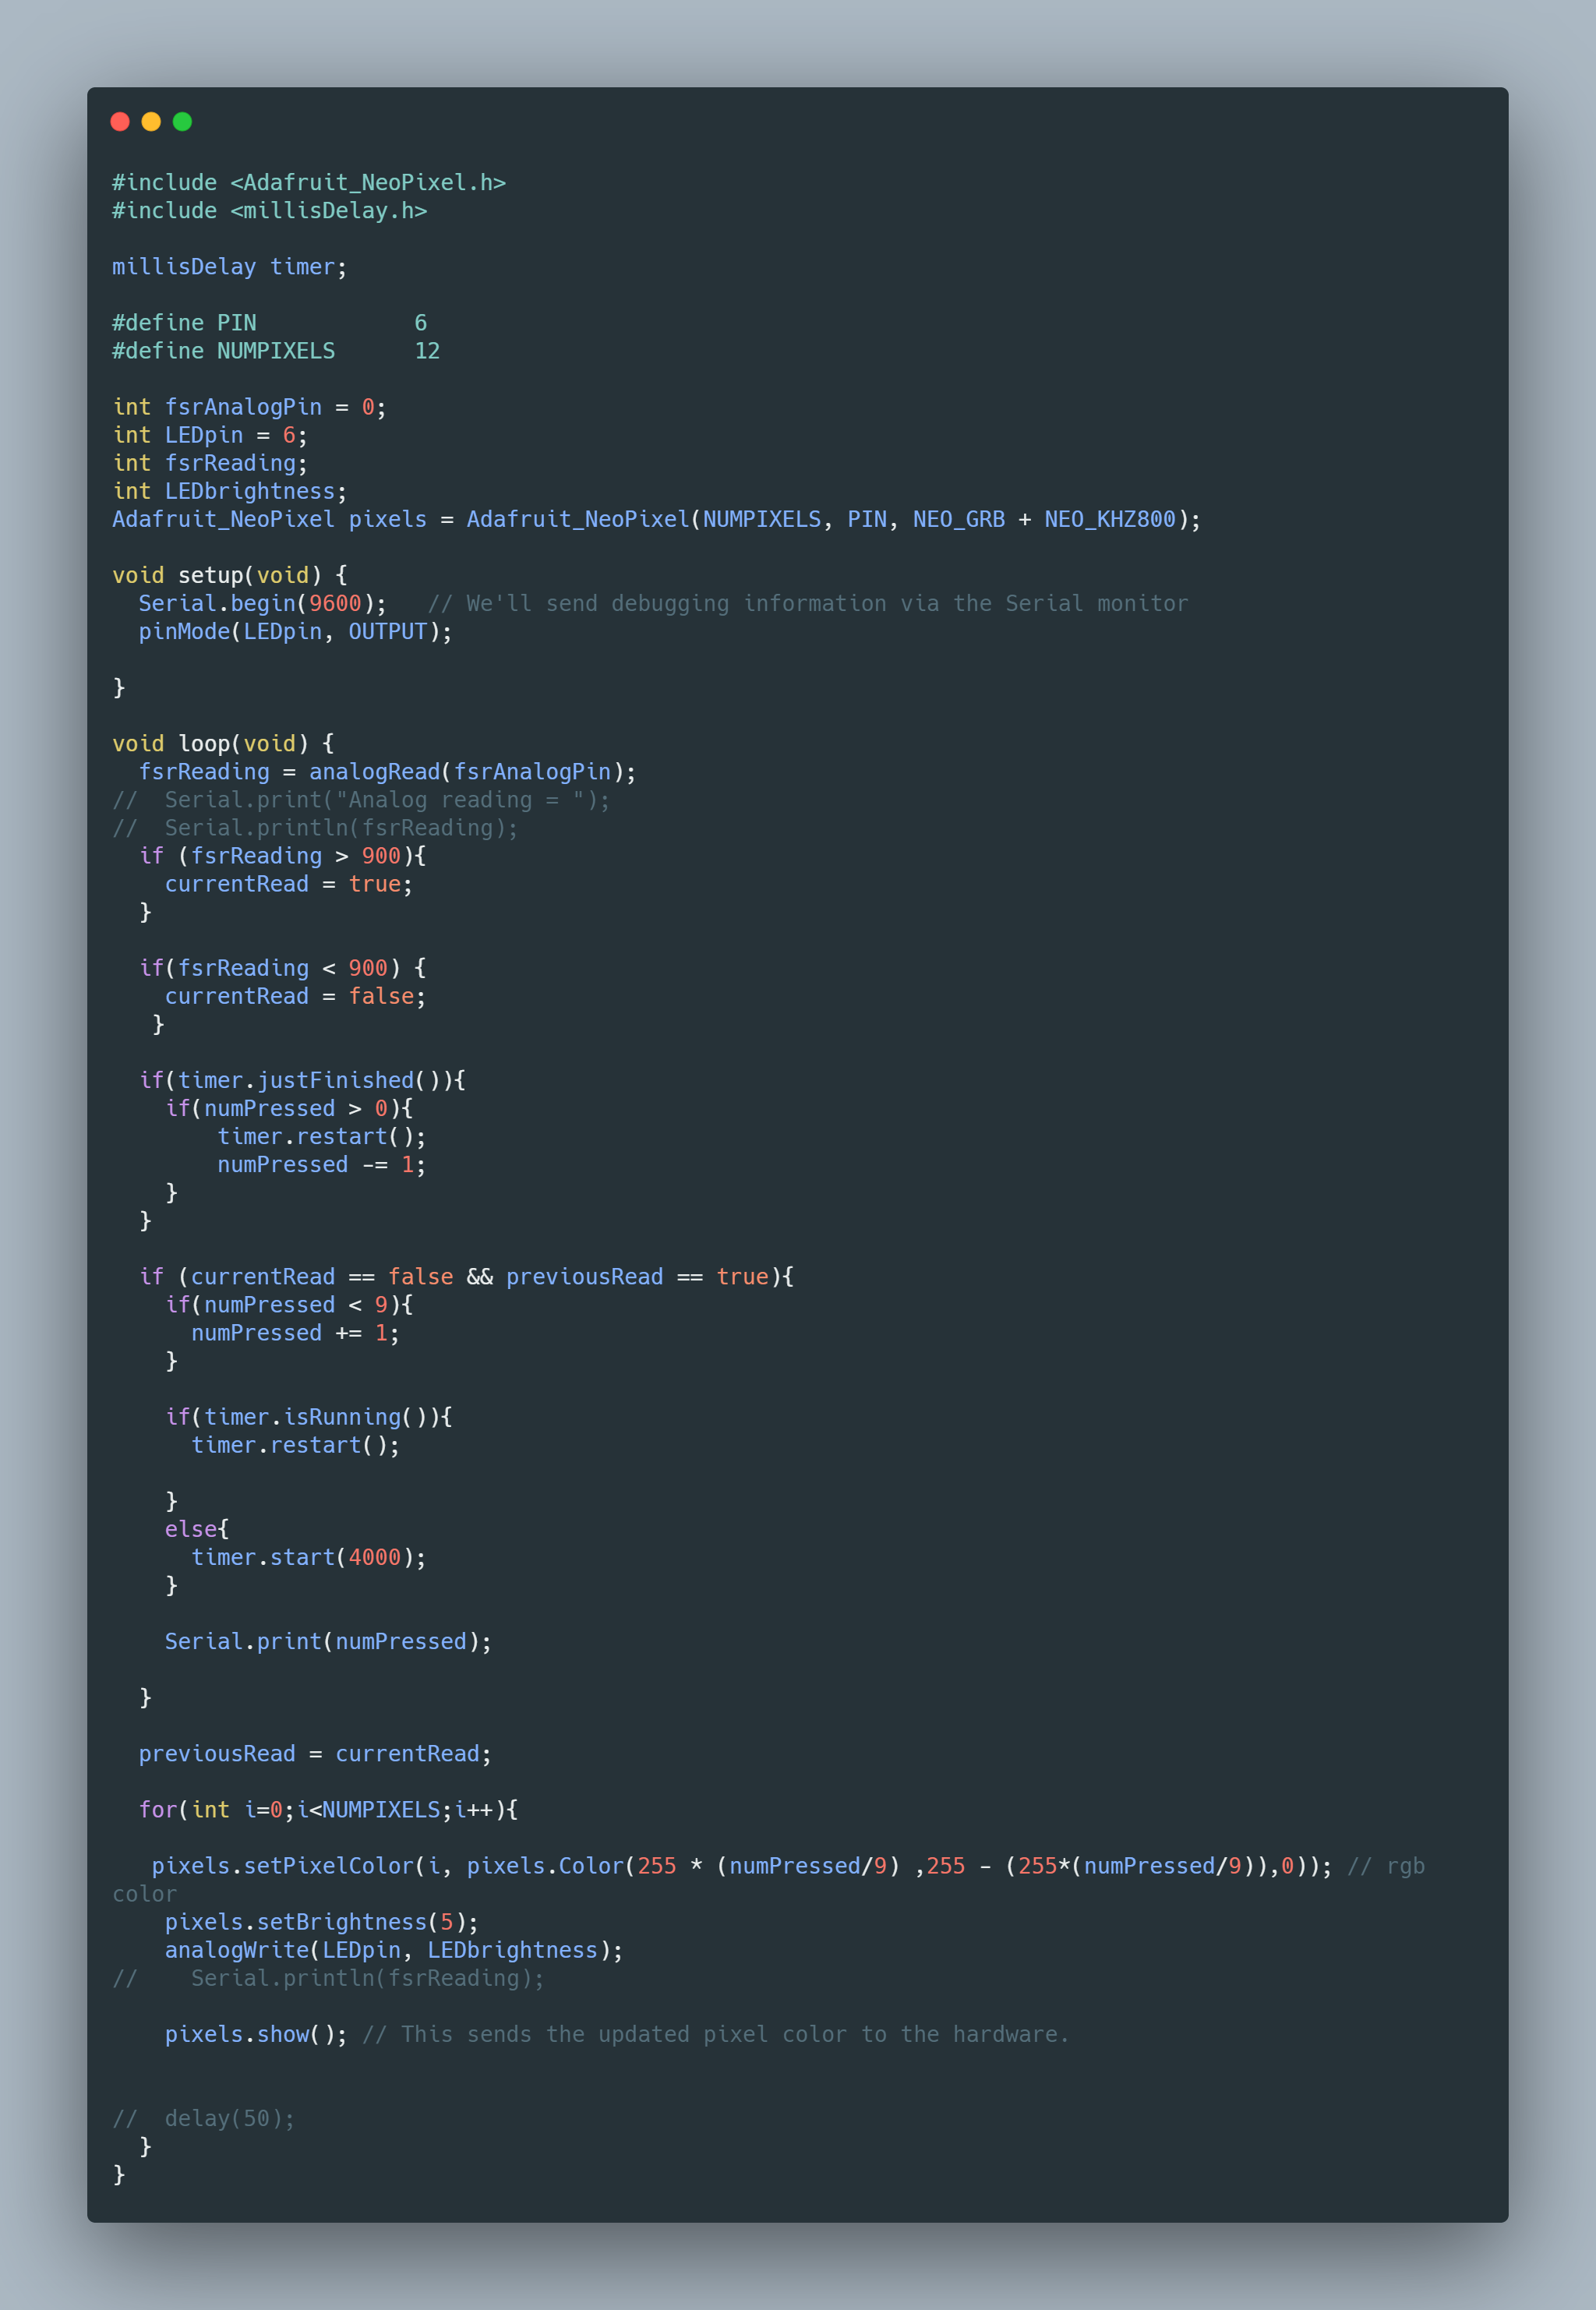 #include <Adafruit_NeoPixel.h>
#include <millisDelay.h>

millisDelay timer;

#define PIN            6
#define NUMPIXELS      12

int fsrAnalogPin = 0;
int LEDpin = 6;
int fsrReading;
int LEDbrightness;
Adafruit_NeoPixel pixels = Adafruit_NeoPixel(NUMPIXELS, PIN, NEO_GRB + NEO_KHZ800);

void setup(void) {
  Serial.begin(9600);   // We'll send debugging information via the Serial monitor
  pinMode(LEDpin, OUTPUT);

}

void loop(void) {
  fsrReading = analogRead(fsrAnalogPin);
//  Serial.print("Analog reading = ");
//  Serial.println(fsrReading);
  if (fsrReading > 900){
    currentRead = true;
  }

  if(fsrReading < 900) {
    currentRead = false;
   }

  if(timer.justFinished()){
    if(numPressed > 0){
        timer.restart();
        numPressed -= 1;
    }
  }

  if (currentRead == false && previousRead == true){
    if(numPressed < 9){
      numPressed += 1;
    }

    if(timer.isRunning()){
      timer.restart();

    }
    else{
      timer.start(4000);
    }

    Serial.print(numPressed);

  }

  previousRead = currentRead;

  for(int i=0;i<NUMPIXELS;i++){

   pixels.setPixelColor(i, pixels.Color(255 * (numPressed/9) ,255 - (255*(numPressed/9)),0)); // rgb
color
    pixels.setBrightness(5);
    analogWrite(LEDpin, LEDbrightness);
//    Serial.println(fsrReading);

    pixels.show(); // This sends the updated pixel color to the hardware.


//  delay(50);
  }
}